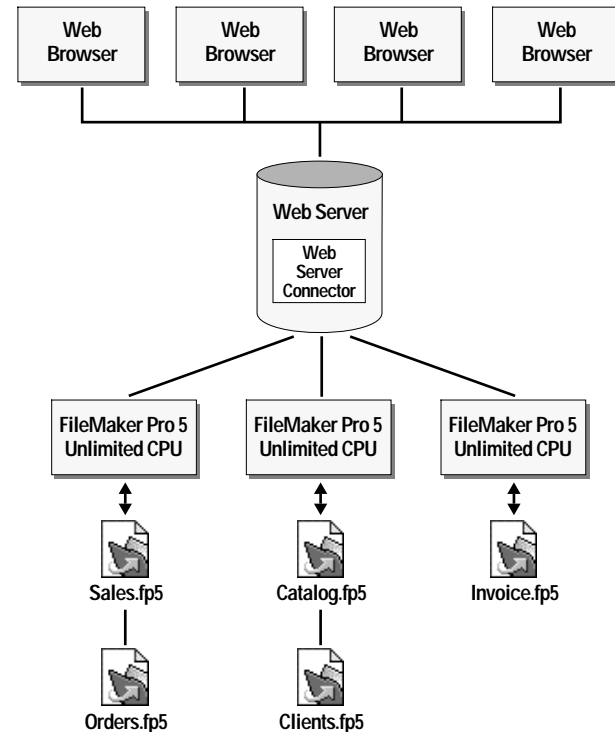 Web
Browser
Web
Browser
Web
Browser
Web
Browser
Web Server
Web
Server
Connector
FileMaker Pro 5
Unlimited CPU
FileMaker Pro 5
Unlimited CPU
FileMaker Pro 5
Unlimited CPU
Sales.fp5
Catalog.fp5
Invoice.fp5
Orders.fp5
Clients.fp5